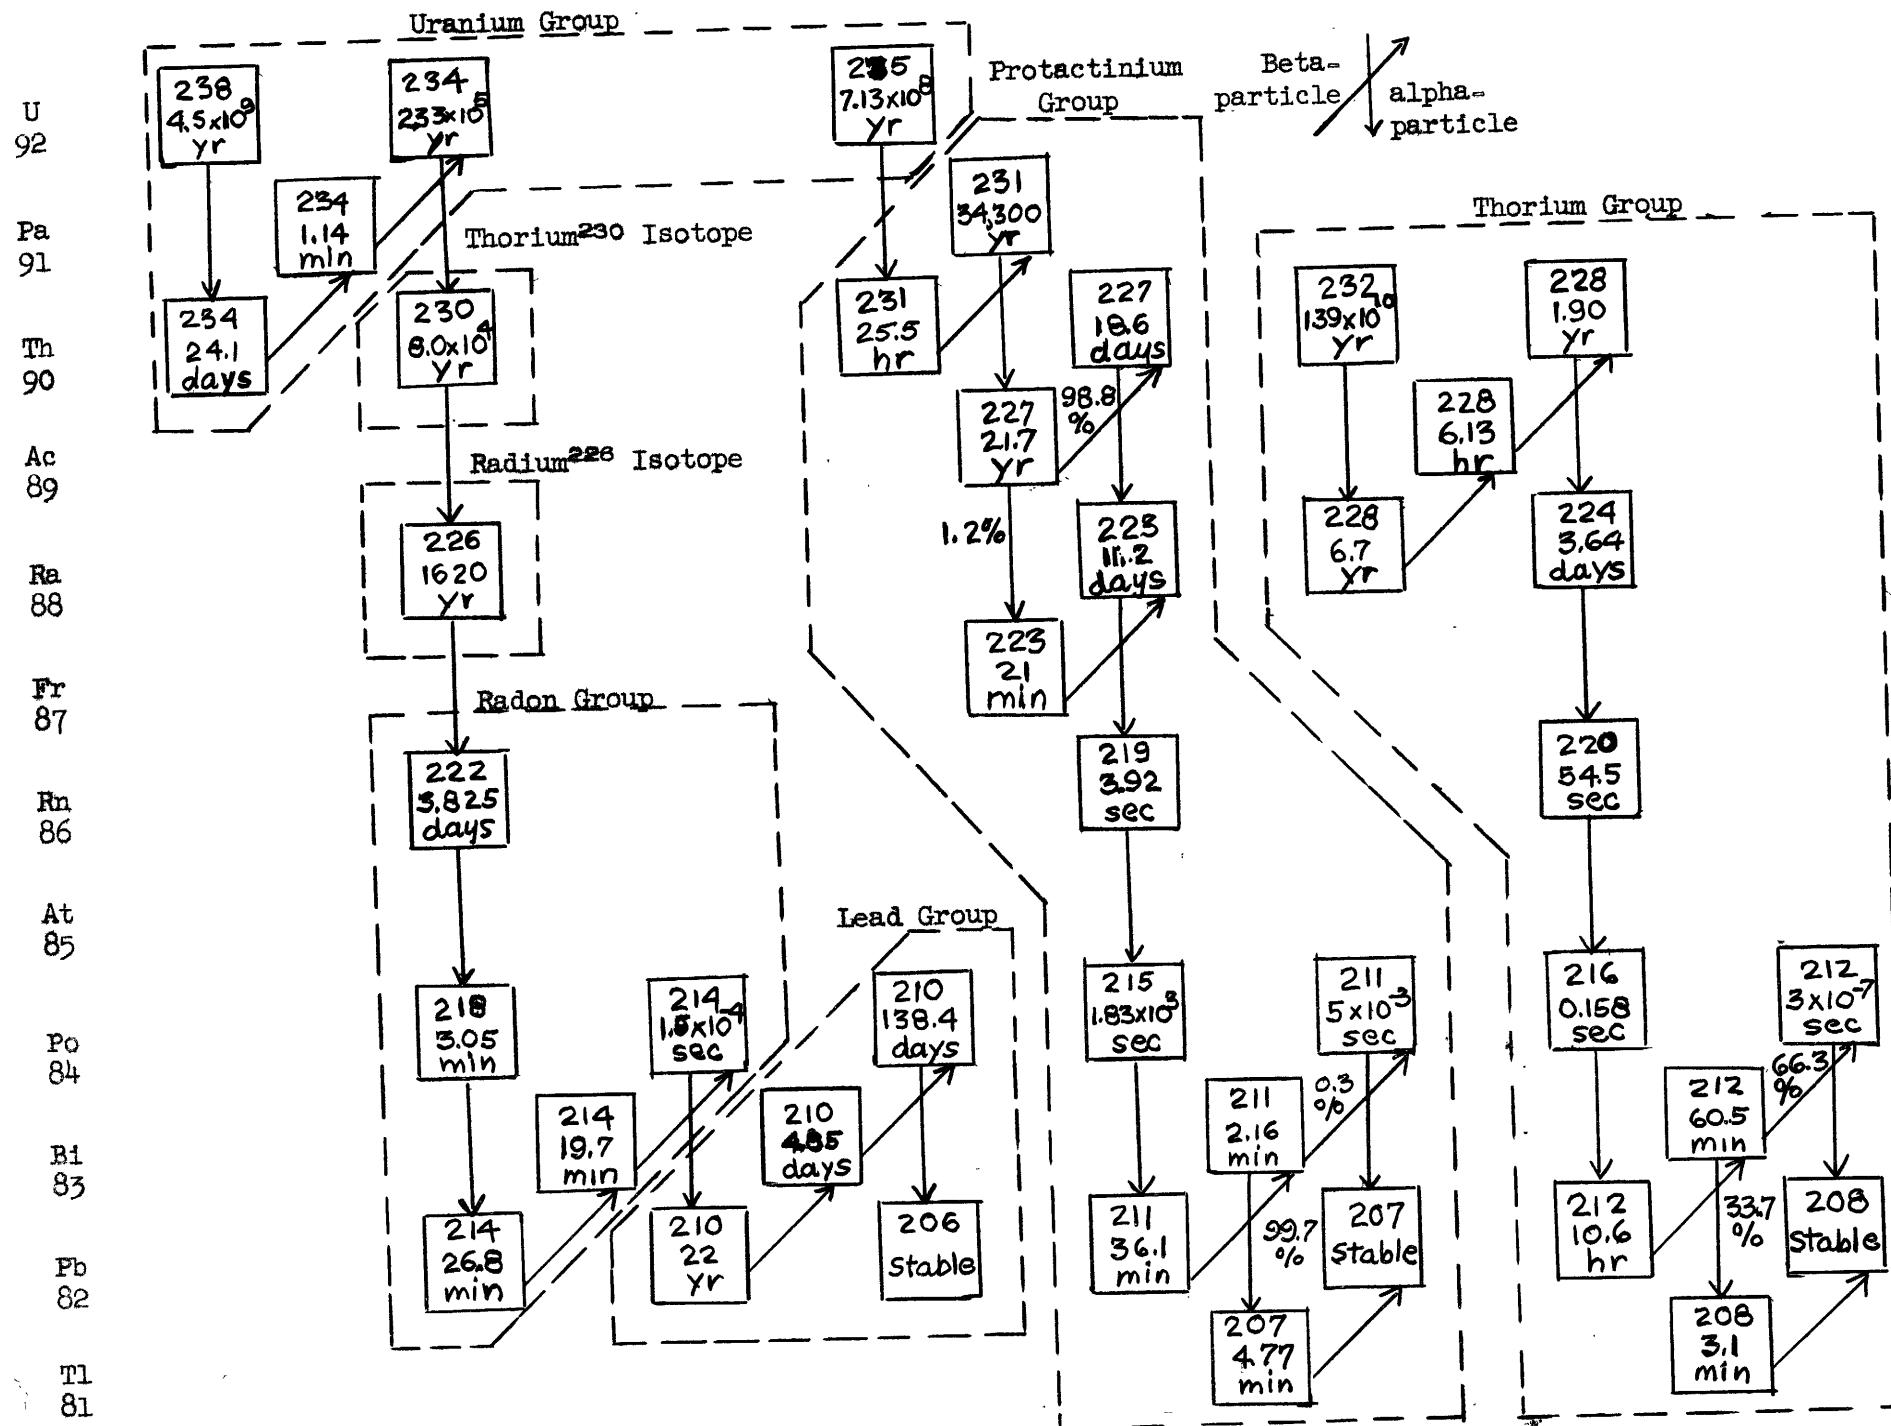 Uranium Group
U
92
238
4.5x10⁹
yr
234
2.33x10⁵
yr
235
7.13x10⁸
yr
Protactinium
Group
Beta-
particle
alpha-
particle
Pa
91
234
1.14
min
Thorium²³⁰ Isotope
231
34,300
yr
Thorium Group
Th
90
234
24.1
days
230
8.0x10⁴
yr
231
25.5
hr
227
18.6
days
232
1.39x10¹⁰
yr
228
1.90
yr
Ac
89
Radium²²⁶ Isotope
227
21.7
yr
98.8
%
1.2%
228
6.13
hr
Ra
88
226
1620
yr
223
11.2
days
228
6.7
yr
224
3.64
days
Fr
87
Radon Group
223
21
min
Rn
86
222
3.825
days
219
3.92
sec
220
54.5
sec
At
85
Lead Group
Po
84
218
3.05
min
214
10⁻⁴
sec
210
138.4
days
215
1.83x10⁻³
sec
211
5x10⁻³
sec
216
0.158
sec
212
3x10⁻⁷
sec
Bi
83
214
19.7
min
210
4.85
days
211
2.16
min
0.3
%
212
60.5
min
66.3
%
Pb
82
214
26.8
min
210
22
yr
206
Stable
211
36.1
min
99.7
%
207
Stable
212
10.6
hr
33.7
%
208
Stable
Tl
81
207
4.77
min
208
3.1
min